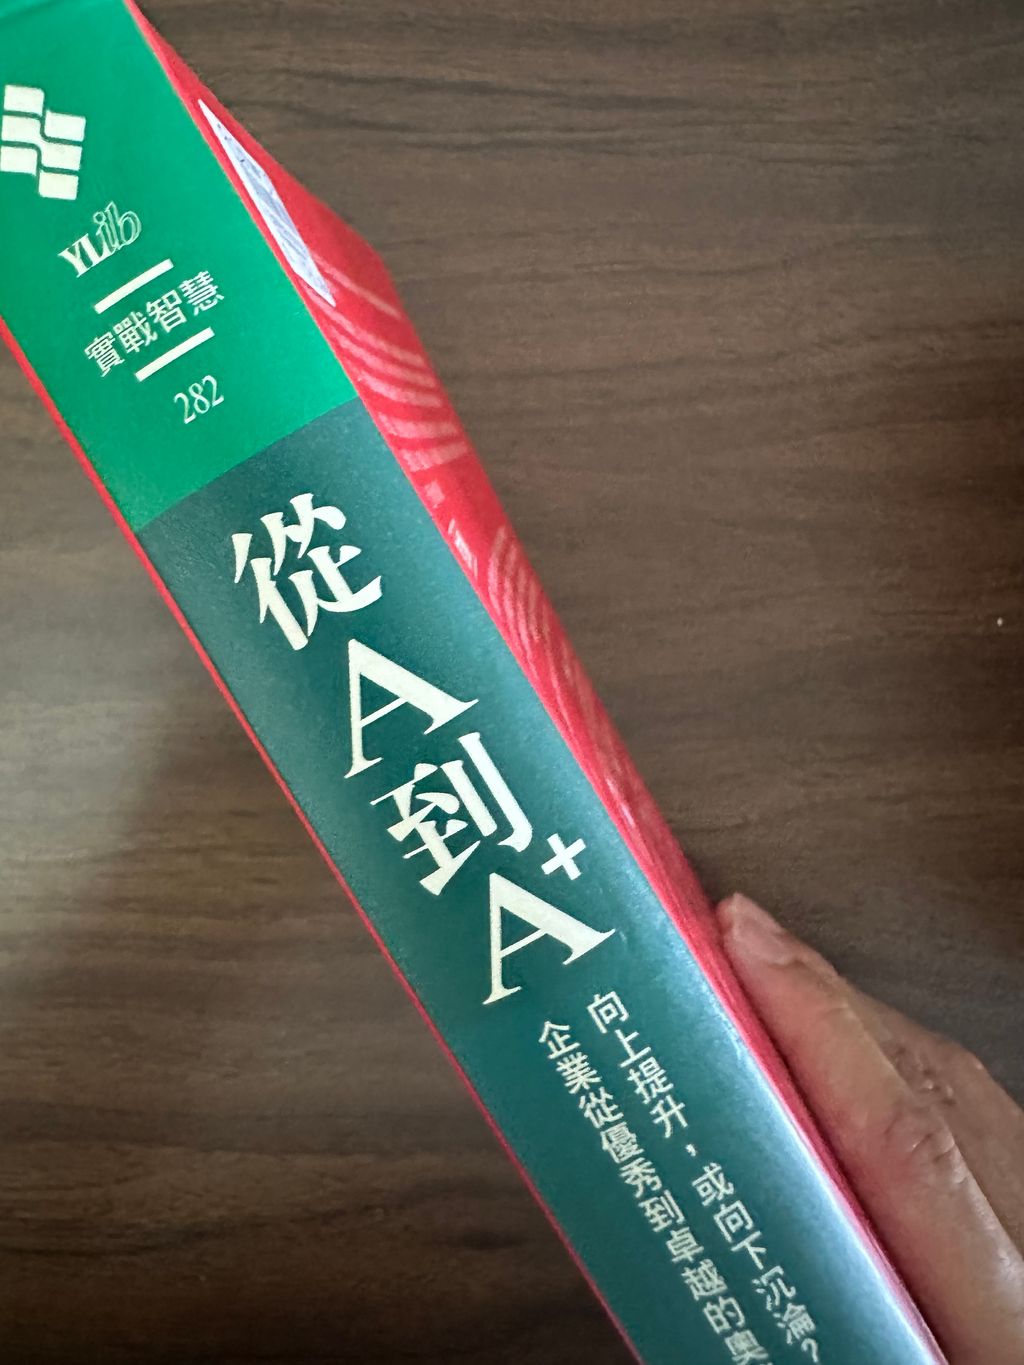 YLib
實戰智慧
282
從A到A⁺
向上提升，或向下沉淪？
企業從優秀到卓越的奧